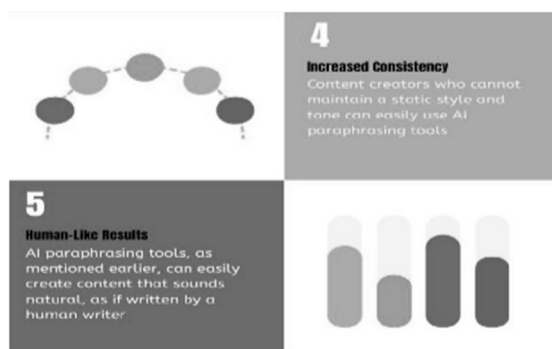 4
Increased Consistency
Content creators who cannot
maintain a static style and
tone can easily use AI
paraphrasing tools
5
Human-Like Results
AI paraphrasing tools, as
mentioned earlier, can easily
create content that sounds
natural, as if written by a
human writer